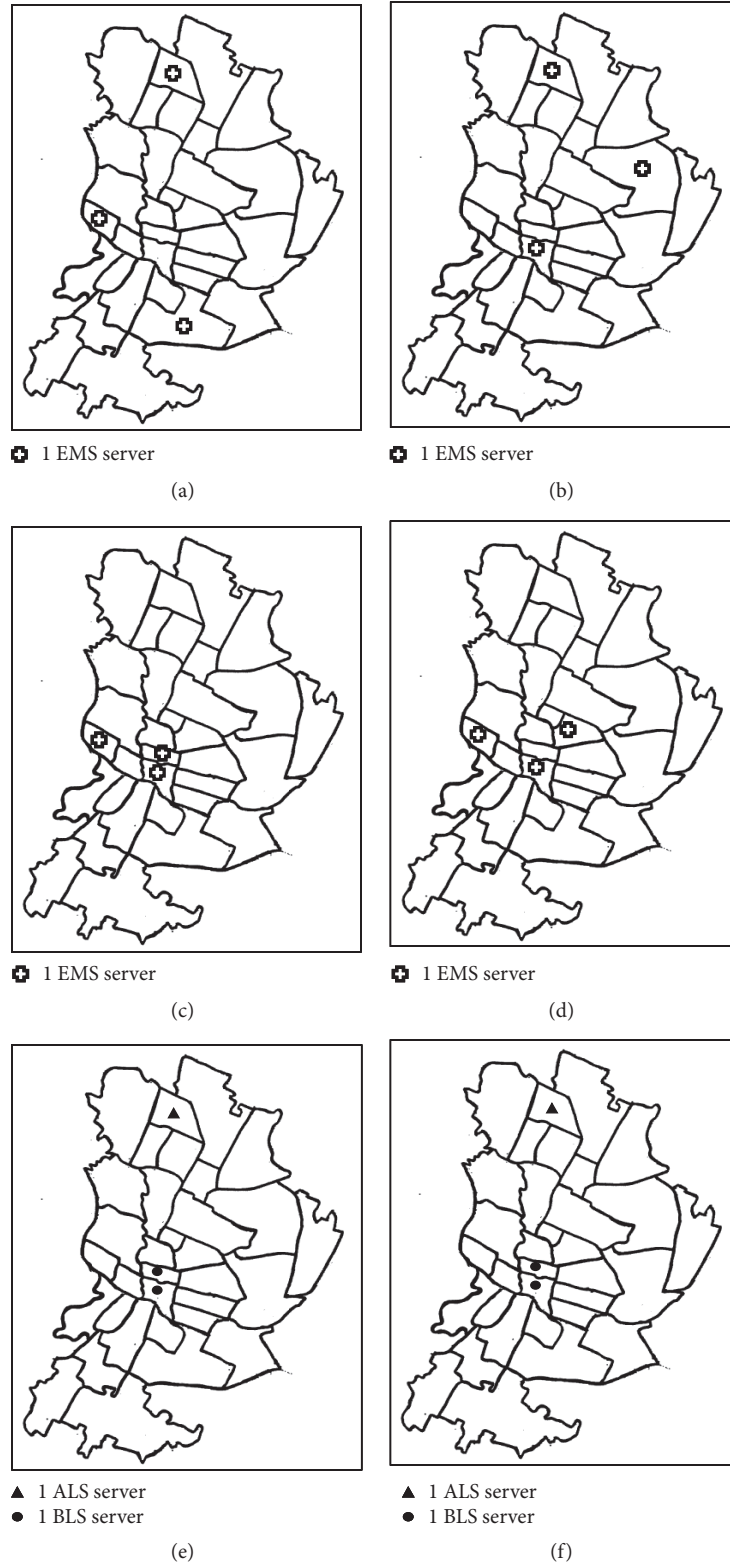 1 EMS server
(a)
1 EMS server
(b)
1 EMS server
(c)
1 EMS server
(d)
1 ALS server
1 BLS server
(e)
1 ALS server
1 BLS server
(f)